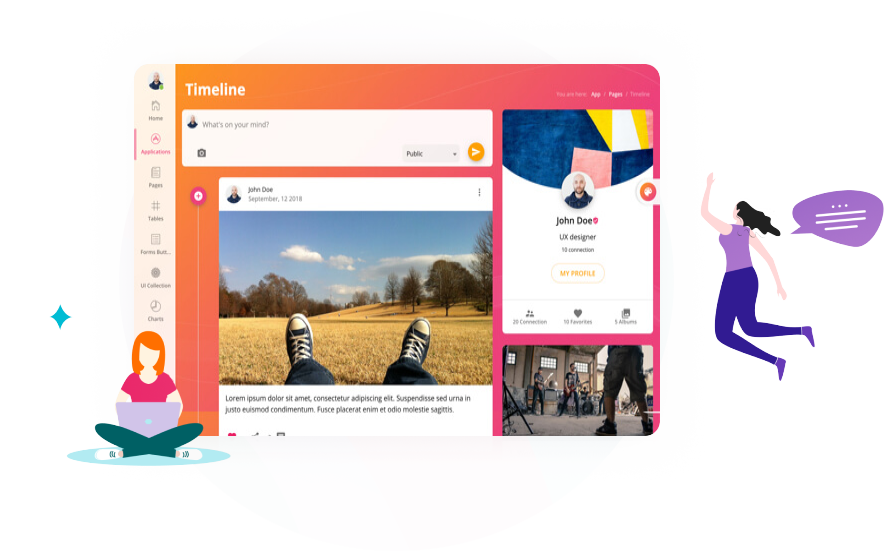 Timeline
You are here: App / Pages / Timeline
Home
Applications
Pages
Tables
Forms Butt...
UI Collection
Charts
What's on your mind?
Public
John Doe
September, 12 2018
Lorem ipsum dolor sit amet, consectetur adipiscing elit. Suspendisse sed urna in
justo euismod condimentum. Fusce placerat enim et odio molestie sagittis.
John Doe
UX designer
10 connection
MY PROFILE
20 Connection
10 Favorites
5 Albums